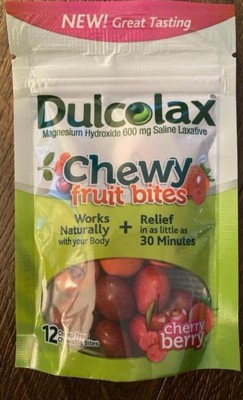 NEW! Great Tasting
Dulcolax®
Magnesium Hydroxide 600 mg Saline Laxative
Chewy
fruit bites
Works
Naturally
with your Body
+
Relief
in as little as
30 Minutes
cherry
berry
12